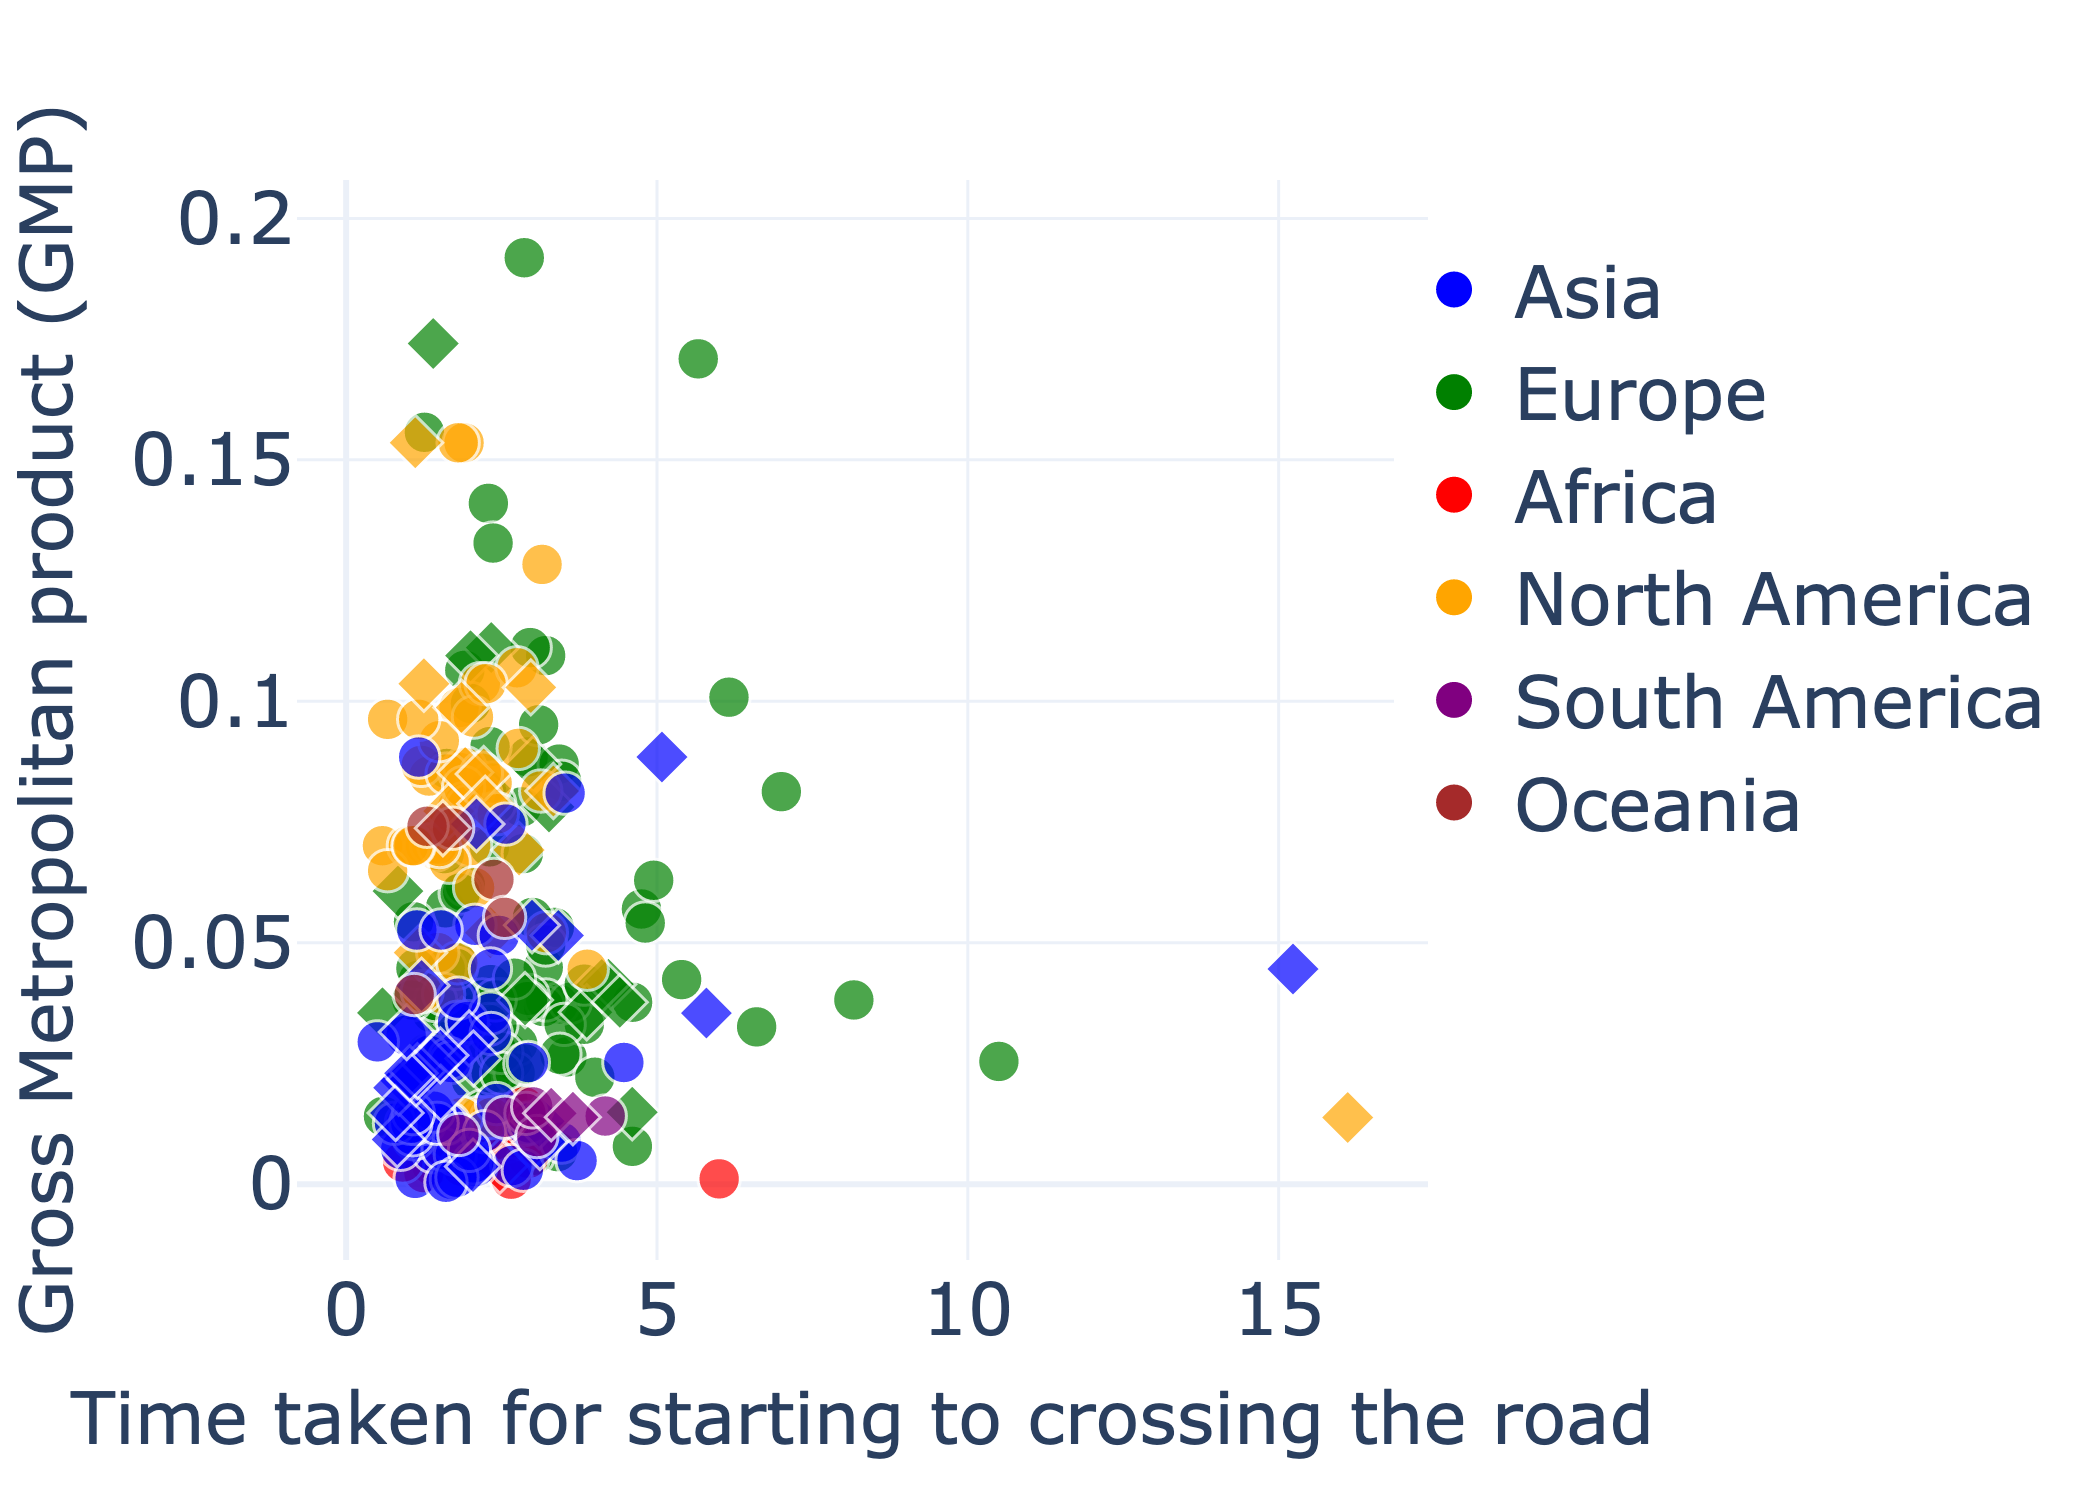 Gross Metropolitan product (GMP)
0.2
0.15
0.1
0.05
0
0
5
10
15
Time taken for starting to crossing the road
Asia
Europe
Africa
North America
South America
Oceania